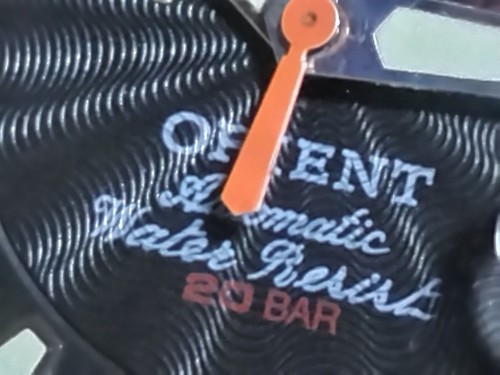 ORIENT
Automatic
Water Resist
20 BAR